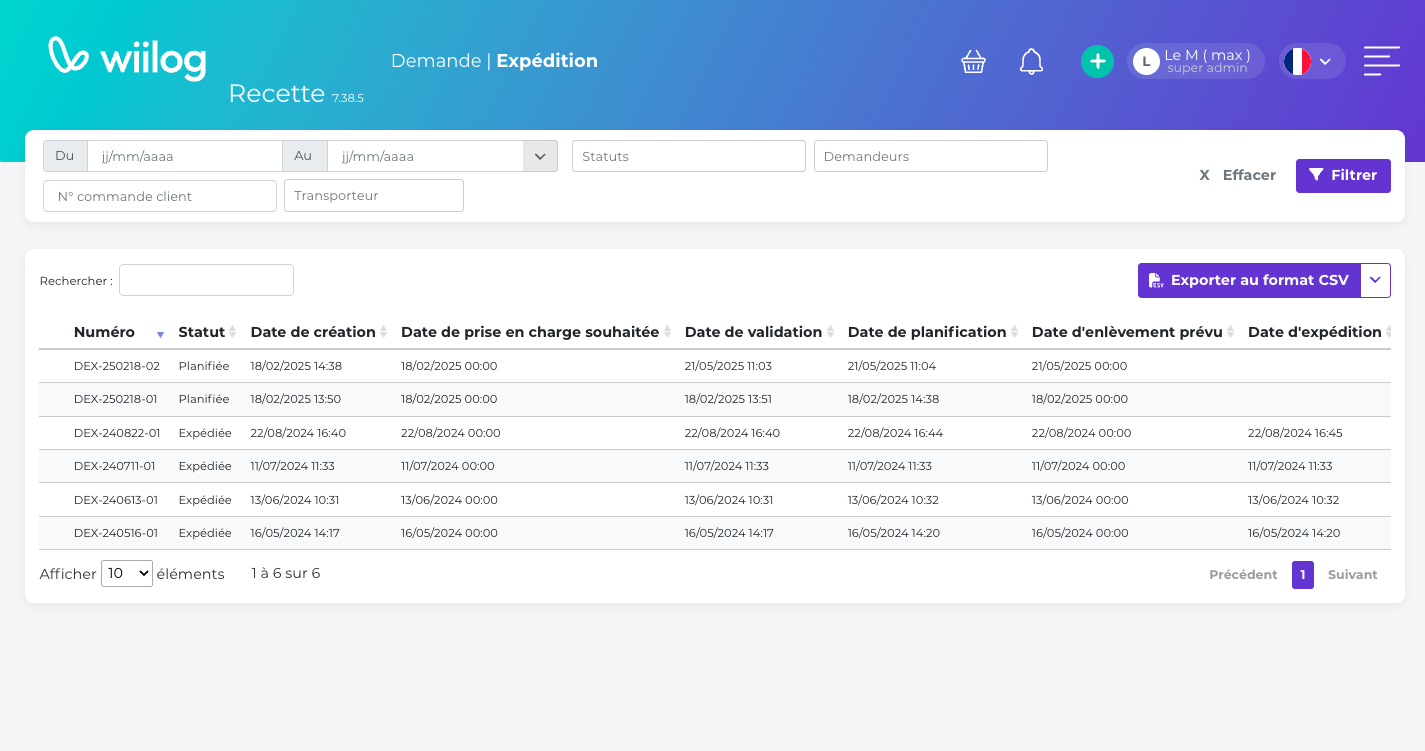 wiilog
Recette 7.38.5
Demande | Expédition
L
Le M ( max )
super admin
Du jj/mm/aaaa Au jj/mm/aaaa Statuts Demandeurs
N° commande client Transporteur
X Effacer Filtrer
Rechercher :
CSV Exporter au format CSV
Numéro Statut Date de création Date de prise en charge souhaitée Date de validation Date de planification Date d'enlèvement prévu Date d'expédition
DEX-250218-02 Planifiée 18/02/2025 14:38 18/02/2025 00:00 21/05/2025 11:03 21/05/2025 11:04 21/05/2025 00:00
DEX-250218-01 Planifiée 18/02/2025 13:50 18/02/2025 00:00 18/02/2025 13:51 18/02/2025 14:38 18/02/2025 00:00
DEX-240822-01 Expédiée 22/08/2024 16:40 22/08/2024 00:00 22/08/2024 16:40 22/08/2024 16:44 22/08/2024 00:00 22/08/2024 16:45
DEX-240711-01 Expédiée 11/07/2024 11:33 11/07/2024 00:00 11/07/2024 11:33 11/07/2024 11:33 11/07/2024 00:00 11/07/2024 11:33
DEX-240613-01 Expédiée 13/06/2024 10:31 13/06/2024 00:00 13/06/2024 10:31 13/06/2024 10:32 13/06/2024 00:00 13/06/2024 10:32
DEX-240516-01 Expédiée 16/05/2024 14:17 16/05/2024 00:00 16/05/2024 14:17 16/05/2024 14:20 16/05/2024 00:00 16/05/2024 14:20
Afficher 10 éléments 1 à 6 sur 6 Précédent 1 Suivant